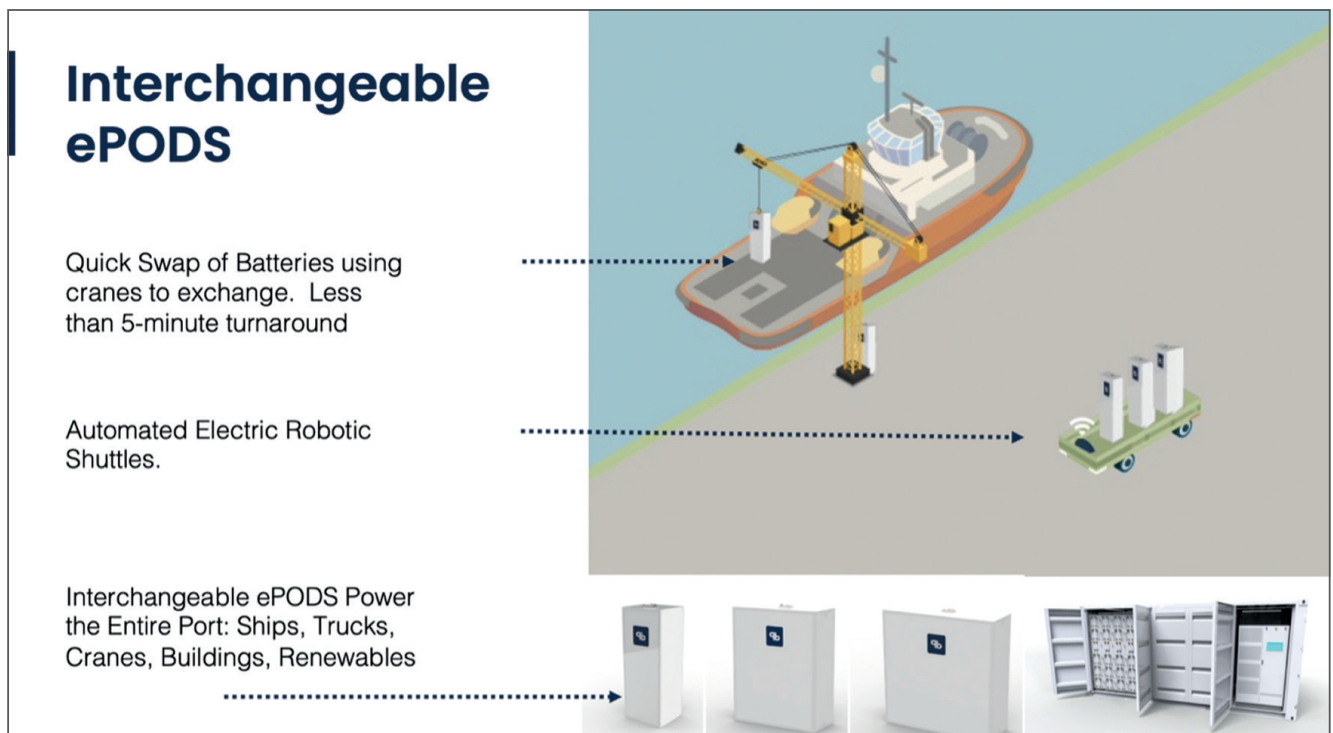 Interchangeable
ePODS
Quick Swap of Batteries using
cranes to exchange.  Less
than 5-minute turnaround
Automated Electric Robotic
Shuttles.
Interchangeable ePODS Power
the Entire Port: Ships, Trucks,
Cranes, Buildings, Renewables